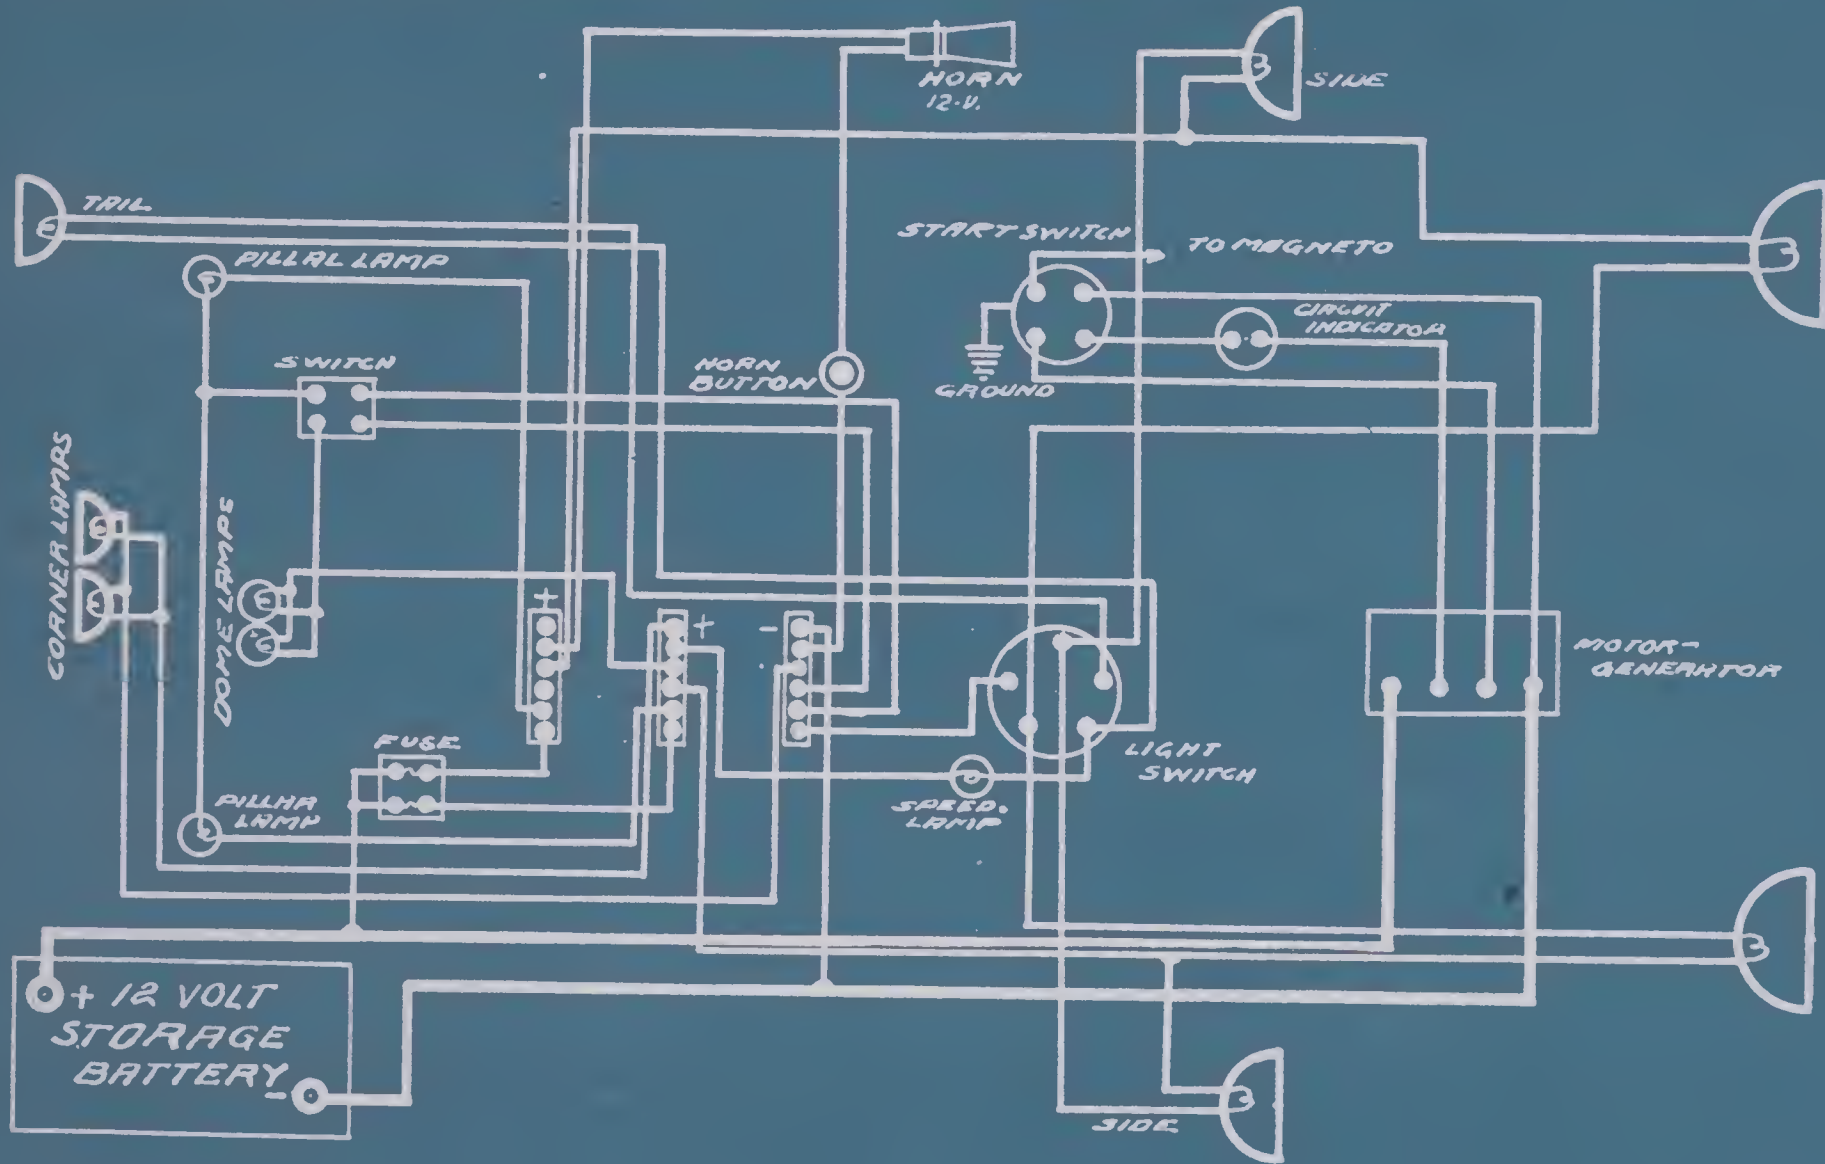 HORN
12-V.
SIDE
TAIL
START SWITCH
TO MAGNETO
PILLAL LAMP
CIRCUIT
INDICATOR
SWITCH
HORN
BUTTON
GROUND
CORNER LAMPS
DOME LAMPS
+
+
-
MOTOR-
GENERATOR
FUSE
LIGHT
SWITCH
PILLAR
LAMP
SPEED.
LAMP
+ 12 VOLT
STORAGE
BATTERY
-
SIDE